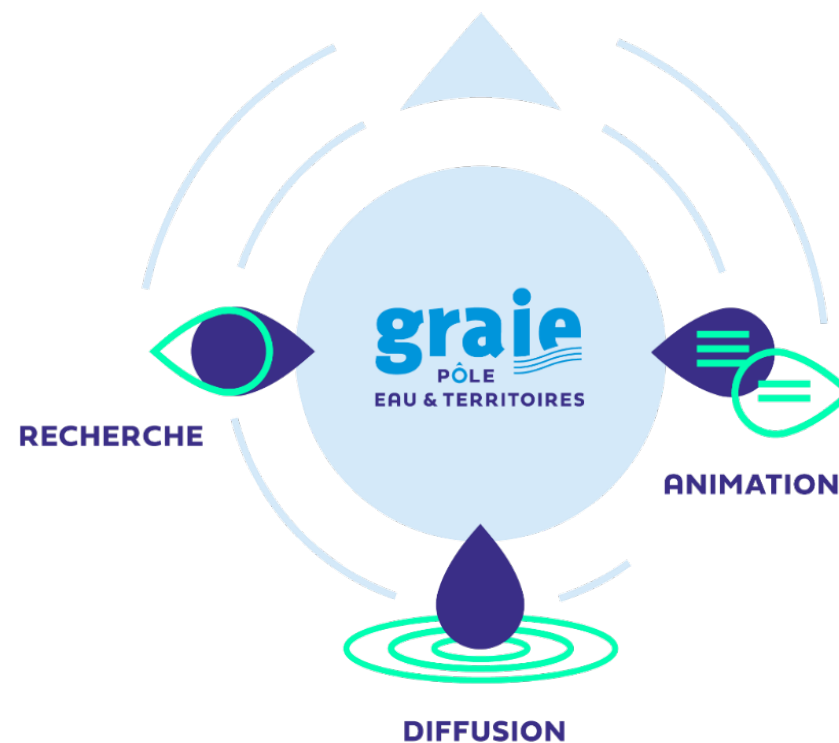 graie
PÔLE
EAU & TERRITOIRES
RECHERCHE
ANIMATION
DIFFUSION